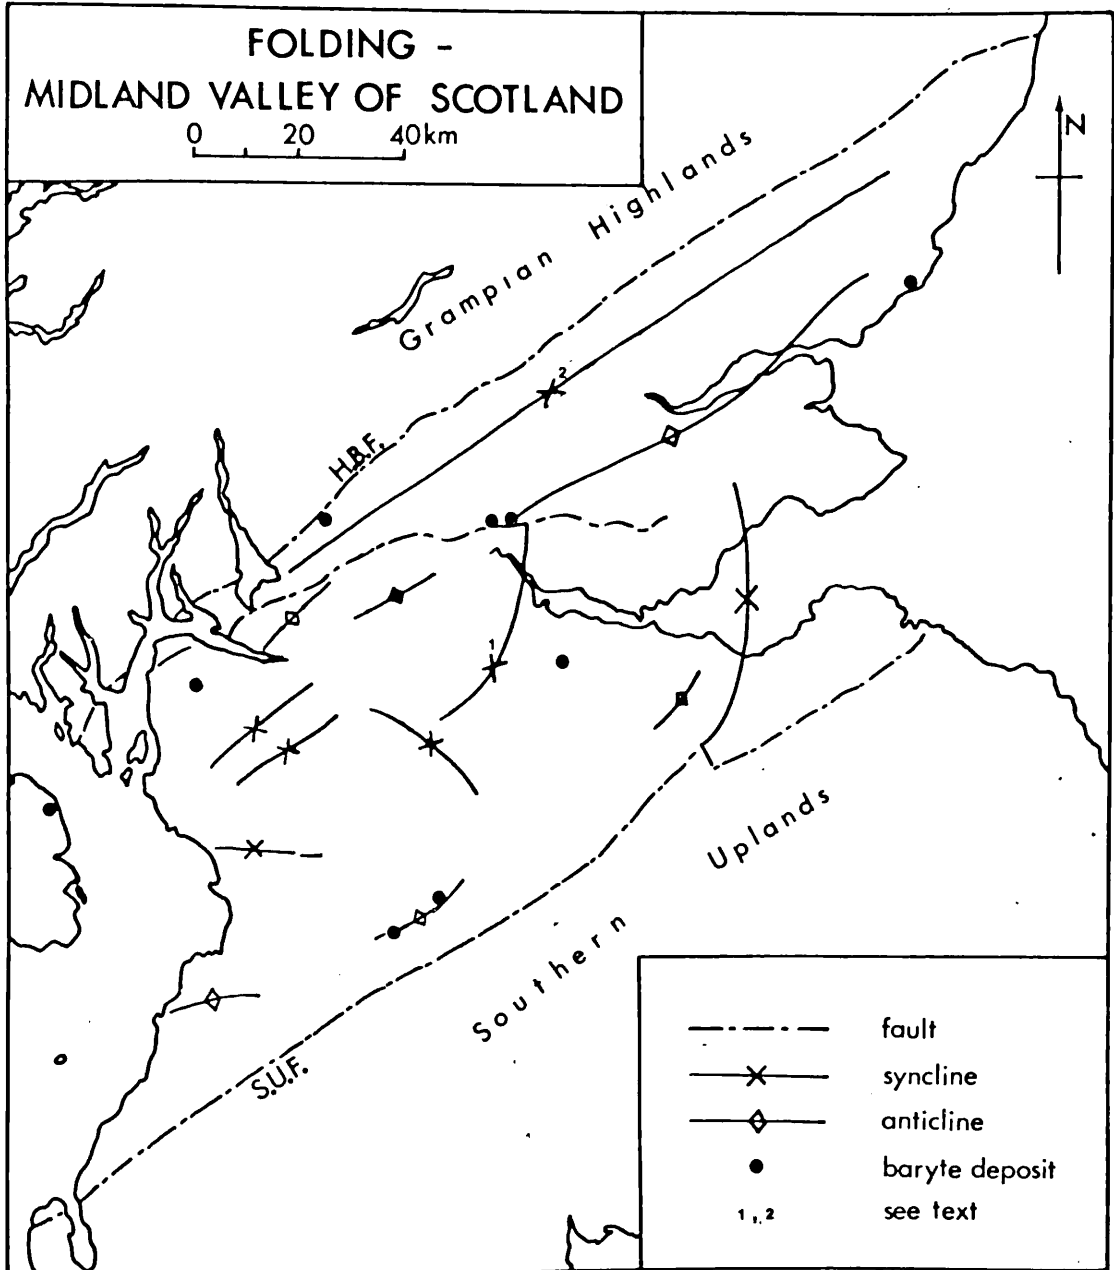 FOLDING -
MIDLAND VALLEY OF SCOTLAND
0 20 40km
N
Grampian Highlands
2
H.B.F.
1
Uplands
Southern
S.U.F.
fault
syncline
anticline
baryte deposit
1,, 2 see text